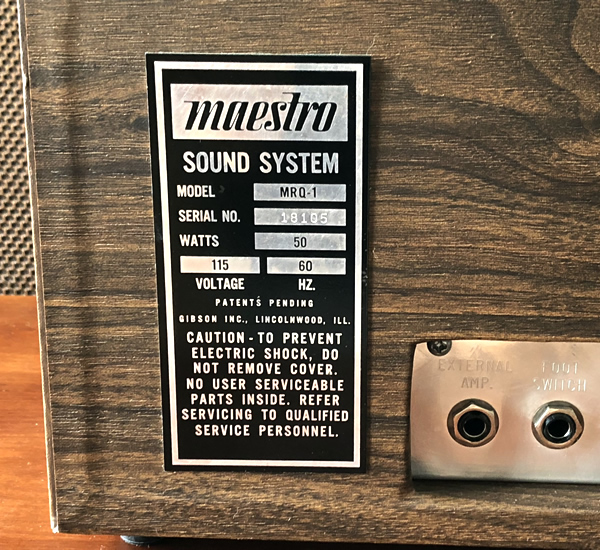 maestro
SOUND SYSTEM
MODEL MRQ-1
SERIAL NO. 18105
WATTS 50
115 60
VOLTAGE HZ.
PATENTS PENDING
GIBSON INC., LINCOLNWOOD, ILL.
CAUTION - TO PREVENT
ELECTRIC SHOCK, DO
NOT REMOVE COVER.
NO USER SERVICEABLE
PARTS INSIDE. REFER
SERVICING TO QUALIFIED
SERVICE PERSONNEL.
EXTERNAL FOOT
AMP. SWITCH